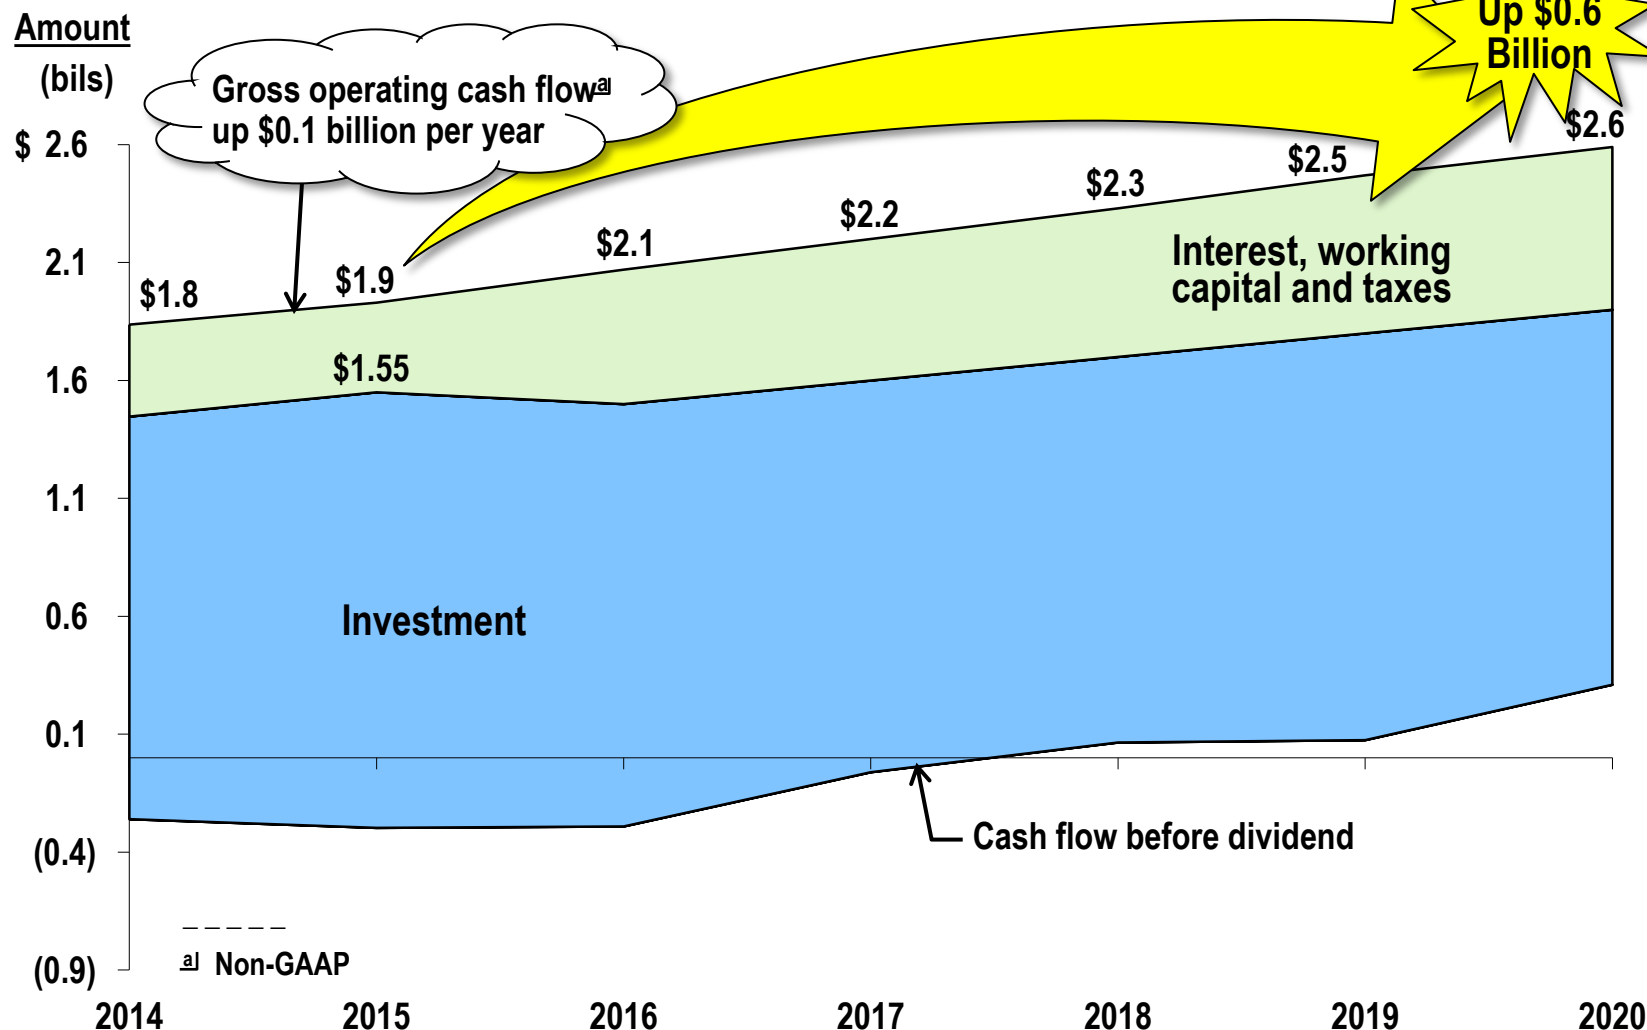 Amount
(bils)
Up $0.6
Billion
Gross operating cash flow a|
up $0.1 billion per year
$ 2.6
2.1
1.6
1.1
0.6
0.1
(0.4)
(0.9)
$1.8
$1.9
$2.1
$2.2
$2.3
$2.5
$2.6
$1.55
Interest, working
capital and taxes
Investment
Cash flow before dividend
a| Non-GAAP
2014 2015 2016 2017 2018 2019 2020